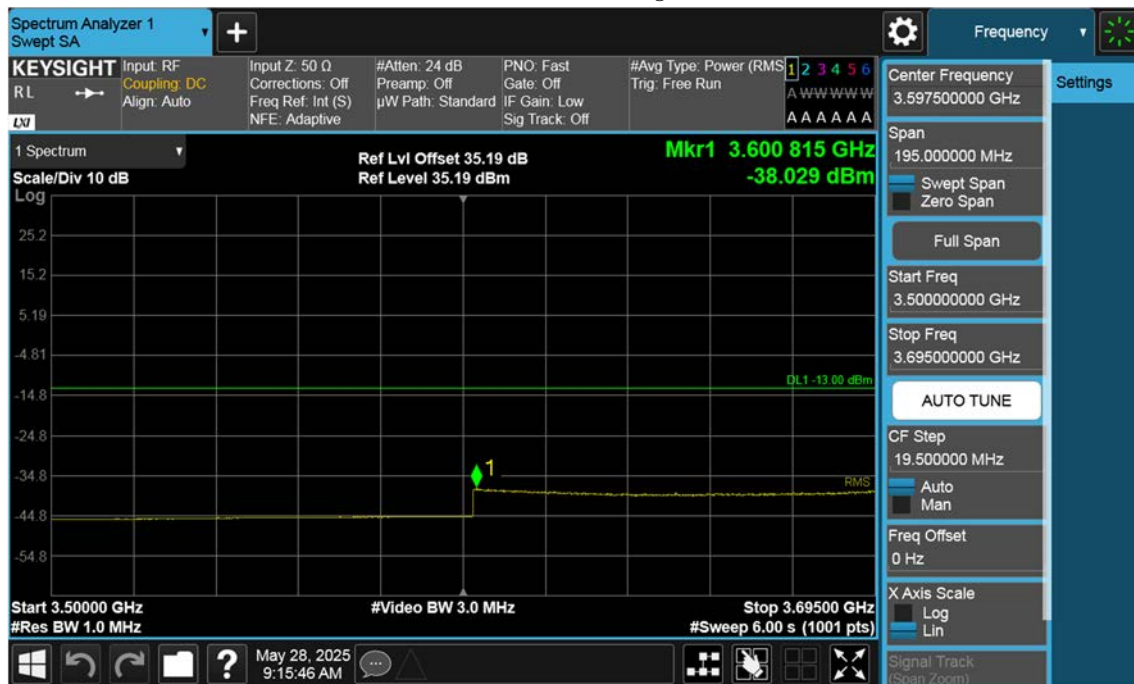 Spectrum Analyzer 1
Swept SA
+
Frequency
KEYSIGHT
RL
LXI
Input: RF
Coupling: DC
Align: Auto
Input Z: 50 Ω
Corrections: Off
Freq Ref: Int (S)
NFE: Adaptive
#Atten: 24 dB
Preamp: Off
µW Path: Standard
PNO: Fast
Gate: Off
IF Gain: Low
Sig Track: Off
#Avg Type: Power (RMS
Trig: Free Run
1 2 3 4 5 6
A W W W W W
A A A A A A
1 Spectrum
Scale/Div 10 dB
Log
Ref Lvl Offset 35.19 dB
Ref Level 35.19 dBm
Mkr1 3.600 815 GHz
-38.029 dBm
25.2
15.2
5.19
-4.81
DL1 -13.00 dBm
-14.8
-24.8
1
-34.8
RMS
-44.8
-54.8
Start 3.50000 GHz
#Res BW 1.0 MHz
#Video BW 3.0 MHz
Stop 3.69500 GHz
#Sweep 6.00 s (1001 pts)
?
May 28, 2025
9:15:46 AM
Center Frequency
3.597500000 GHz
Settings
Span
195.000000 MHz
Swept Span
Zero Span
Full Span
Start Freq
3.500000000 GHz
Stop Freq
3.695000000 GHz
AUTO TUNE
CF Step
19.500000 MHz
Auto
Man
Freq Offset
0 Hz
X Axis Scale
Log
Lin
Signal Track
(Span Zoom)